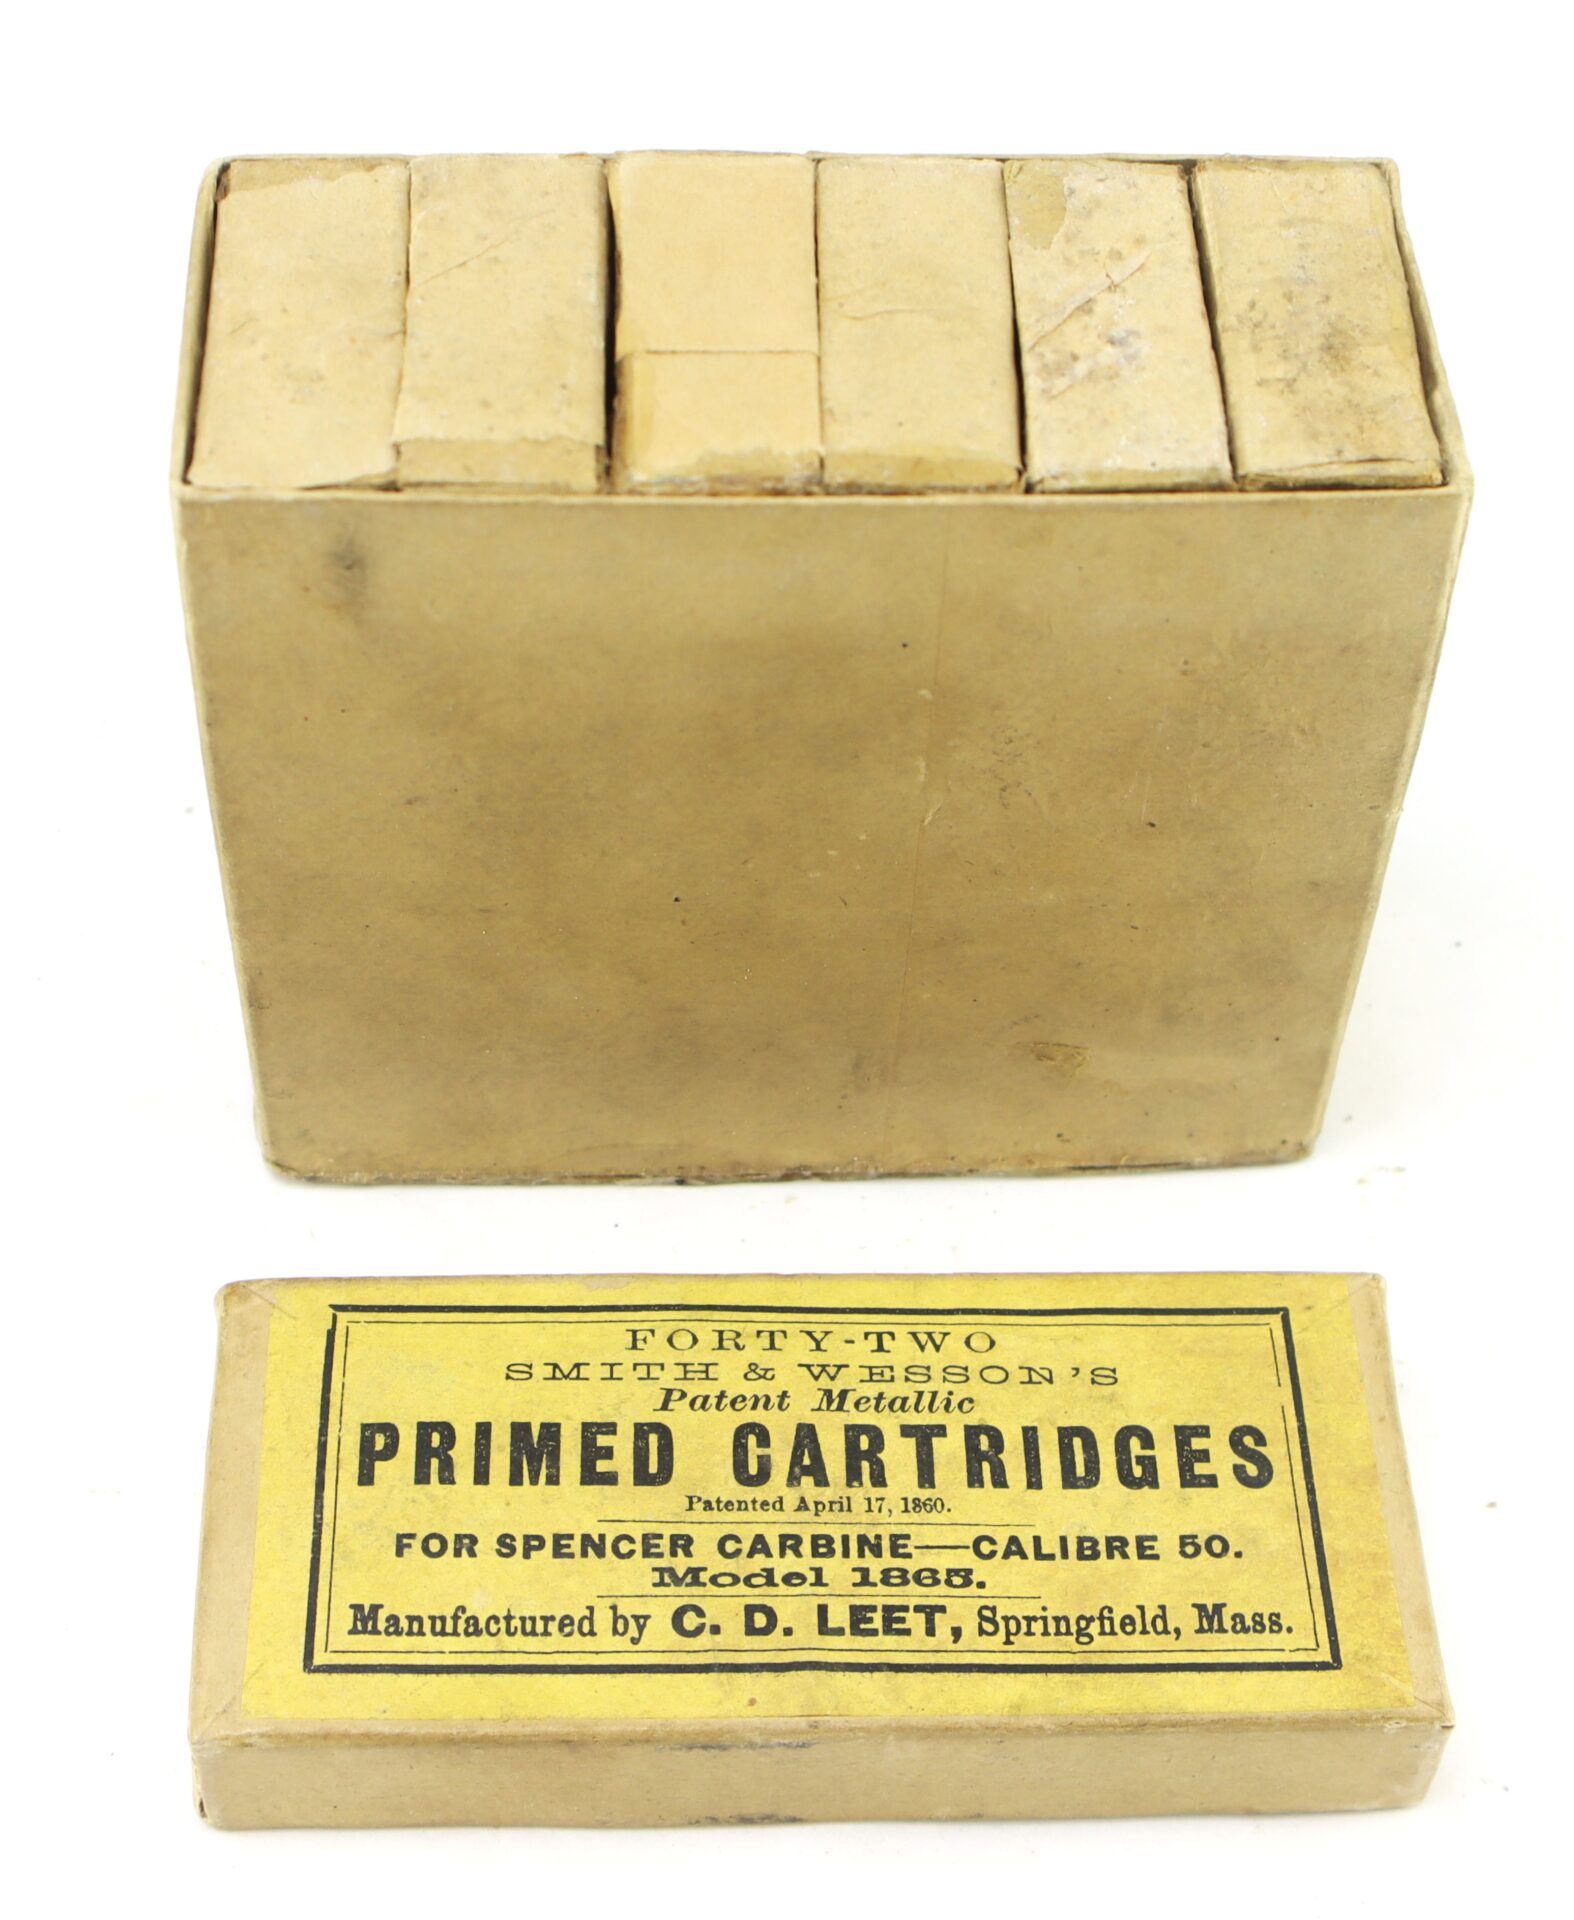 FORTY-TWO
SMITH & WESSON'S
Patent Metallic
PRIMED CARTRIDGES
Patented April 17, 1860.
FOR SPENCER CARBINE—CALIBRE 50.
Model 1865.
Manufactured by C. D. LEET, Springfield, Mass.